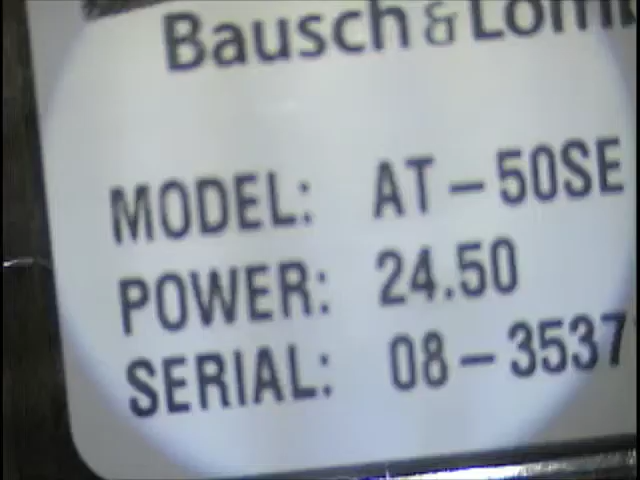 Bausch & Lomb
MODEL: AT-50SE
POWER: 24.50
SERIAL: 08-3537